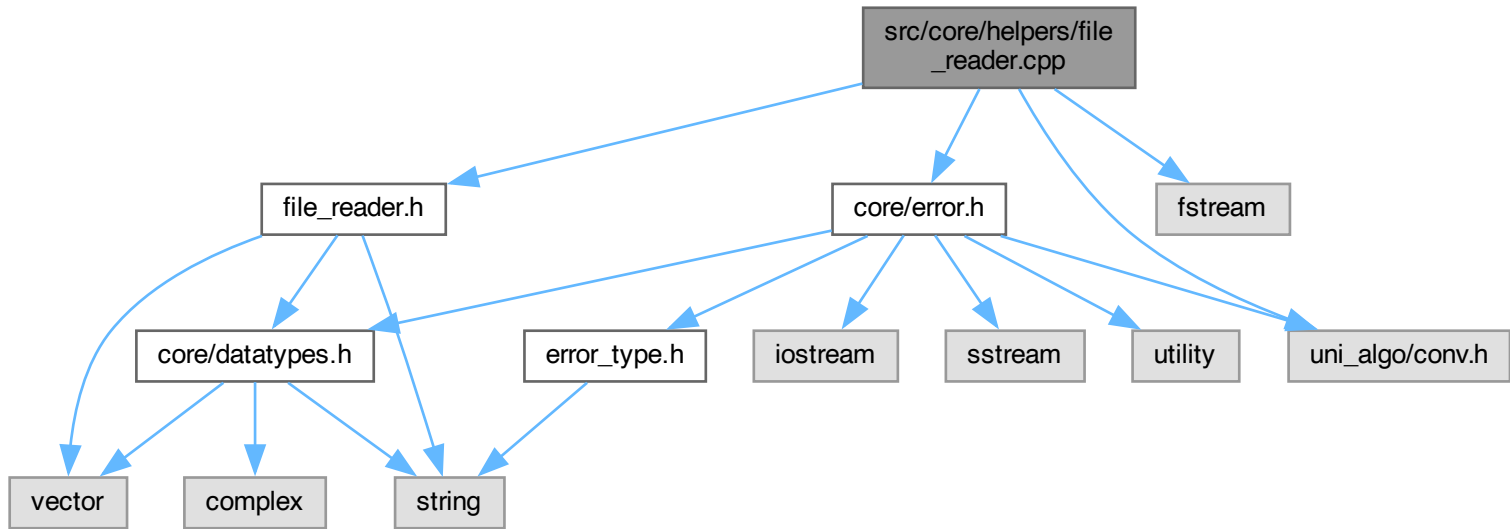 src/core/helpers/file
_reader.cpp
file_reader.h
core/error.h
fstream
core/datatypes.h
error_type.h
iostream
sstream
utility
uni_algo/conv.h
vector
complex
string